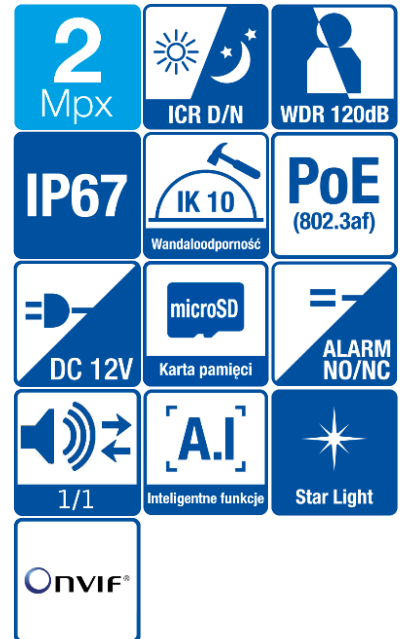 2
Mpx
ICR D/N
WDR 120dB
IP67
IK 10
Wandaloodporność
PoE
(802.3af)
DC 12V
microSD
Karta pamięci
ALARM
NO/NC
1/1
[A.I]
Inteligentne funkcje
Star Light
ONVIF®